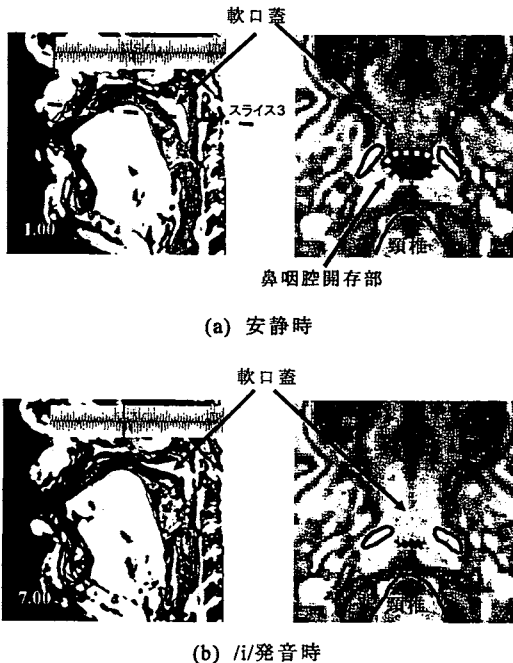 軟口蓋
スライス3
1.00
頸椎
鼻咽腔開存部
(a) 安静時
軟口蓋
7.00
頸椎
(b) /i/発音時